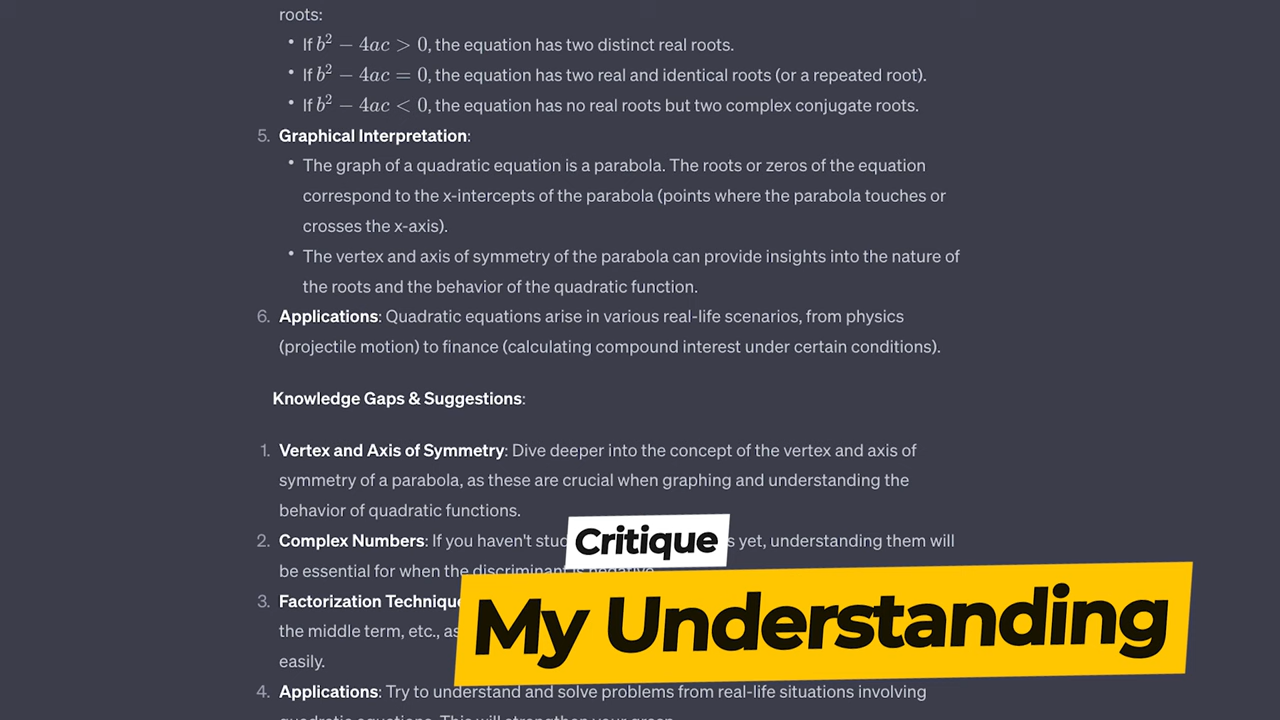 roots:
• If b² − 4ac > 0, the equation has two distinct real roots.
• If b² − 4ac = 0, the equation has two real and identical roots (or a repeated root).
• If b² − 4ac < 0, the equation has no real roots but two complex conjugate roots.
5. Graphical Interpretation:
• The graph of a quadratic equation is a parabola. The roots or zeros of the equation
correspond to the x-intercepts of the parabola (points where the parabola touches or
crosses the x-axis).
• The vertex and axis of symmetry of the parabola can provide insights into the nature of
the roots and the behavior of the quadratic function.
6. Applications: Quadratic equations arise in various real-life scenarios, from physics
(projectile motion) to finance (calculating compound interest under certain conditions).
Knowledge Gaps & Suggestions:
1. Vertex and Axis of Symmetry: Dive deeper into the concept of the vertex and axis of
symmetry of a parabola, as these are crucial when graphing and understanding the
behavior of quadratic functions.
2. Complex Numbers: If you haven't yet, understanding them will
be essential for when the discriminant is negative.
3. Factorization
the middle term, etc., as
easily.
4. Applications: Try to understand and solve problems from real-life situations involving
Critique
My Understanding